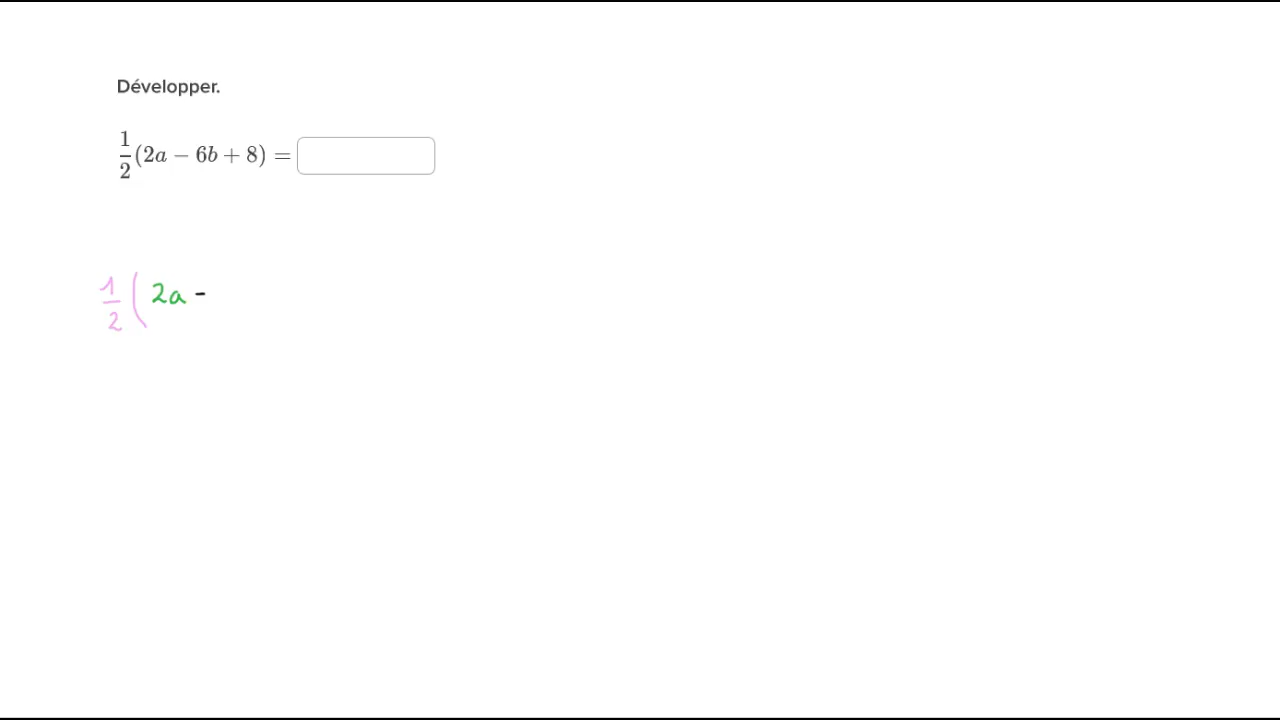 Développer.
1/2(2a − 6b + 8) =
1/2 ( 2a -